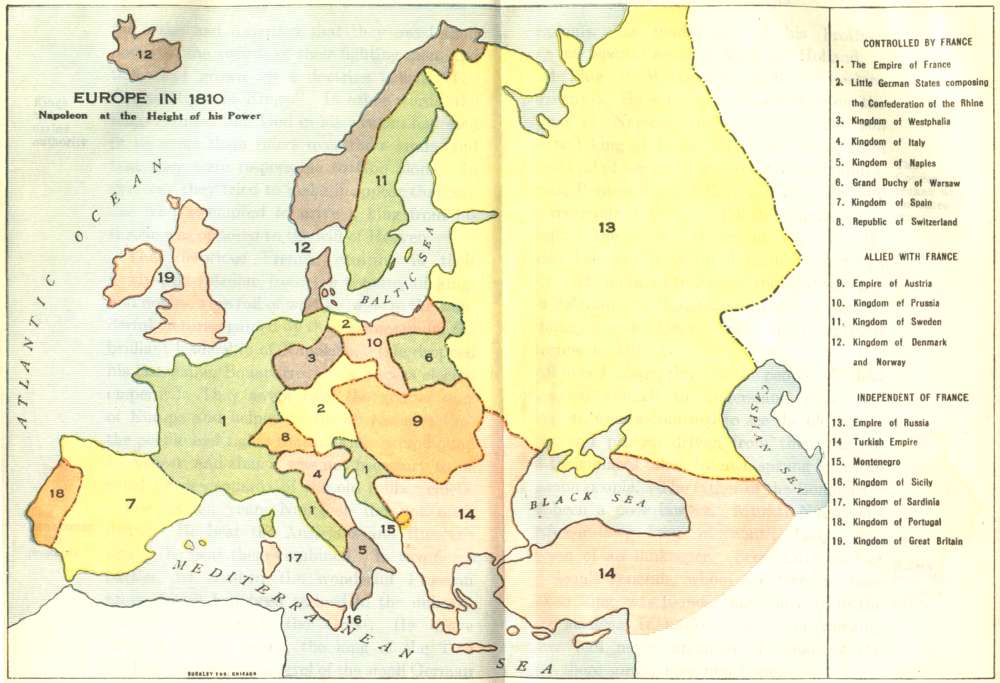 EUROPE IN 1810
Napoleon at the Height of his Power
ATLANTIC OCEAN
BALTIC SEA
BLACK SEA
CASPIAN SEA
MEDITERRANEAN SEA
12
11
12
13
19
2
10
3
6
1
2
9
8
4
1
18
7
1
14
15
5
17
14
16
BUCKLEY ENG. CHICAGO
CONTROLLED BY FRANCE
1. The Empire of France
2. Little German States composing
the Confederation of the Rhine
3. Kingdom of Westphalia
4. Kingdom of Italy
5. Kingdom of Naples
6. Grand Duchy of Warsaw
7. Kingdom of Spain
8. Republic of Switzerland
ALLIED WITH FRANCE
9. Empire of Austria
10. Kingdom of Prussia
11. Kingdom of Sweden
12. Kingdom of Denmark
and Norway
INDEPENDENT OF FRANCE
13. Empire of Russia
14 Turkish Empire
15. Montenegro
16. Kingdom of Sicily
17. Kingdom of Sardinia
18. Kingdom of Portugal
19. Kingdom of Great Britain